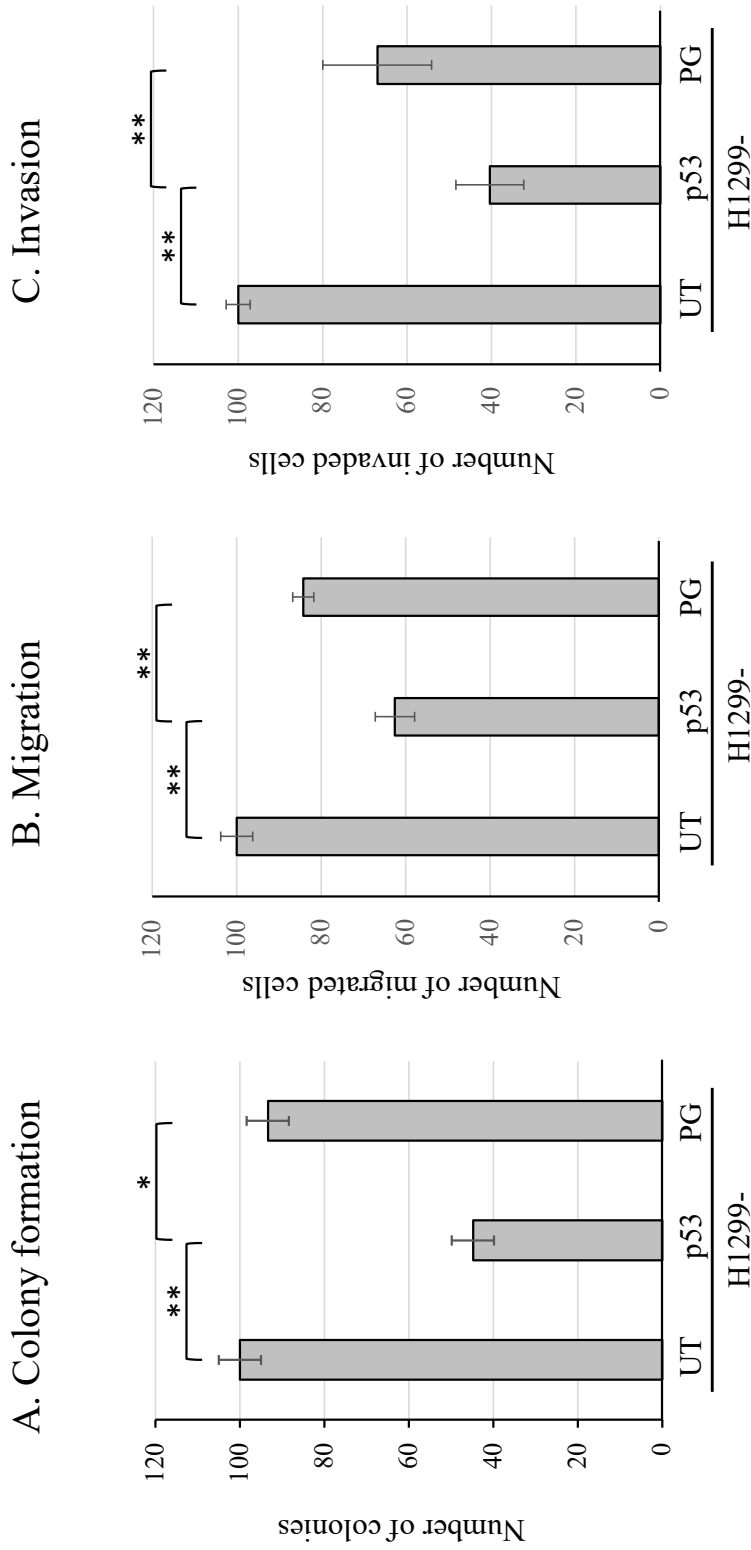 A. Colony formation
Number of colonies
120
100
80
60
40
20
0
**
*
UT p53 PG
H1299-
B. Migration
Number of migrated cells
120
100
80
60
40
20
0
**
**
UT p53 PG
H1299-
C. Invasion
Number of invaded cells
120
100
80
60
40
20
0
**
**
UT p53 PG
H1299-